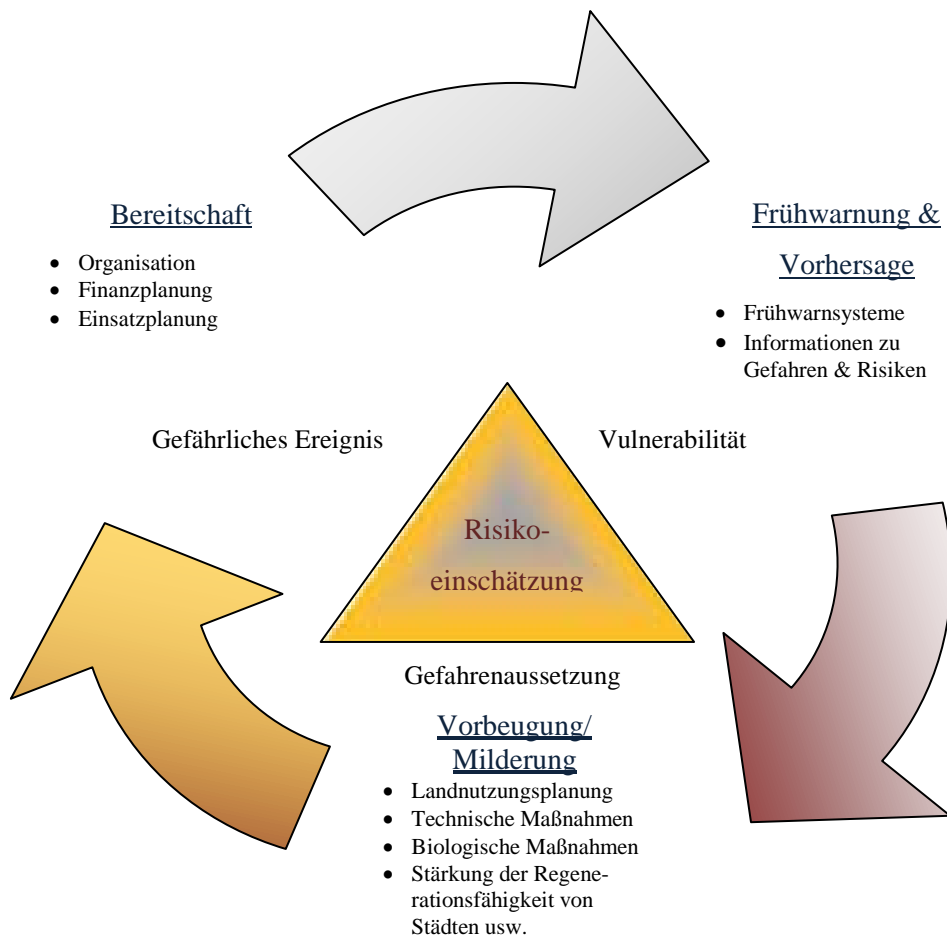 Bereitschaft
• Organisation
• Finanzplanung
• Einsatzplanung
Frühwarnung &
Vorhersage
• Frühwarnsysteme
• Informationen zu
Gefahren & Risiken
Gefährliches Ereignis
Vulnerabilität
Risiko-
einschätzung
Gefahrenaussetzung
Vorbeugung/
Milderung
• Landnutzungsplanung
• Technische Maßnahmen
• Biologische Maßnahmen
• Stärkung der Regene-
rationsfähigkeit von
Städten usw.